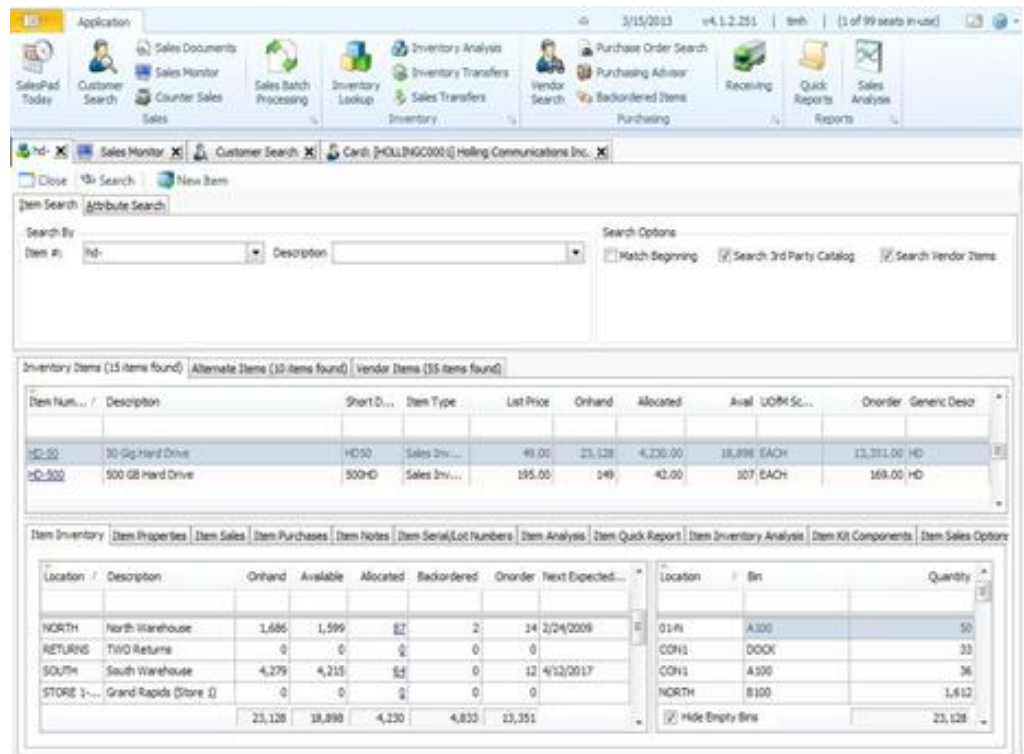 Application
3/15/2013 v4.1.2.251 | tmh | (1 of 99 seats in use)
SalesPad Today
Customer Search
Sales Documents
Sales Monitor
Counter Sales
Sales Batch Processing
Inventory Lookup
Inventory Analysis
Inventory Transfers
Sales Transfers
Vendor Search
Purchase Order Search
Purchasing Advisor
Backordered Items
Receiving
Quick Reports
Sales Analysis
Sales Inventory Purchasing Reports
hd- Sales Monitor Customer Search Card: [HOLLINGC0001] Holling Communications Inc.
Close Search New Item
Item Search Attribute Search
Search By
Item #: hd- Description
Search Options
Match Beginning Search 3rd Party Catalog Search Vendor Items
Inventory Items (15 items found) Alternate Items (10 items found) Vendor Items (55 items found)
Item Num... Description Short D... Item Type List Price Onhand Allocated Avail UOfM Sc... Onorder Generic Descr
HD-50 50 Gig Hard Drive HD50 Sales Inv... 49.00 23,128 4,230.00 18,898 EACH 13,351.00 HD
HD-500 500 GB Hard Drive 500HD Sales Inv... 195.00 149 42.00 107 EACH 169.00 HD
Item Inventory Item Properties Item Sales Item Purchases Item Notes Item Serial/Lot Numbers Item Analysis Item Quick Report Item Inventory Analysis Item Kit Components Item Sales Options
Location Description Onhand Available Allocated Backordered Onorder Next Expected...
NORTH North Warehouse 1,686 1,599 87 2 14 2/24/2009
RETURNS TWO Returns 0 0 0 0 0
SOUTH South Warehouse 4,279 4,215 64 0 12 4/12/2017
STORE 1-... Grand Rapids (Store 1) 0 0 0 0 0
23,128 18,898 4,230 4,833 13,351
Location Bin Quantity
01-N A100 50
CON1 DOCK 33
CON1 A100 36
NORTH B100 1,612
Hide Empty Bins 23,128